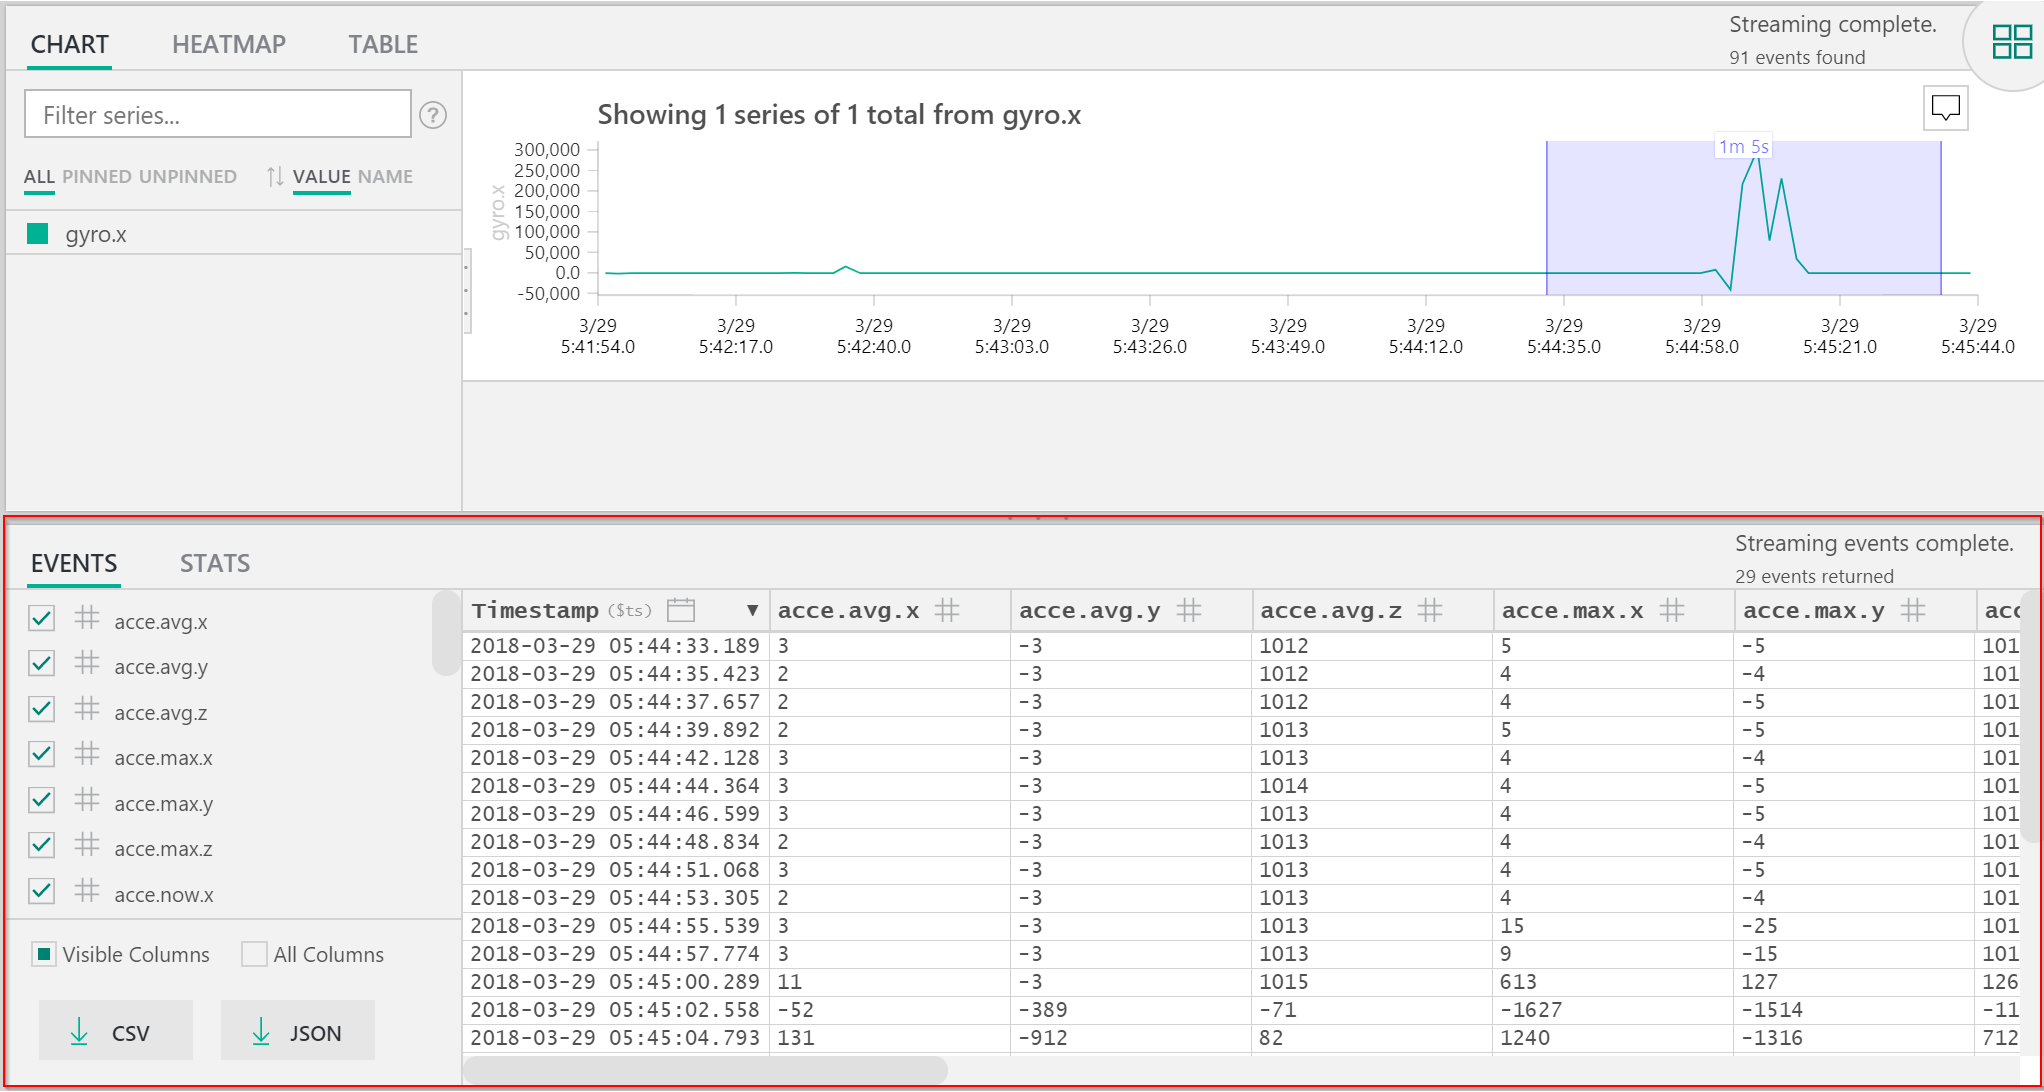 CHART HEATMAP TABLE
Streaming complete.
91 events found
Filter series...
?
ALL PINNED UNPINNED VALUE NAME
gyro.x
Showing 1 series of 1 total from gyro.x
1m 5s
gyro.x
300,000
250,000
200,000
150,000
100,000
50,000
0.0
-50,000
3/29 3/29 3/29 3/29 3/29 3/29 3/29 3/29 3/29 3/29 3/29
5:41:54.0 5:42:17.0 5:42:40.0 5:43:03.0 5:43:26.0 5:43:49.0 5:44:12.0 5:44:35.0 5:44:58.0 5:45:21.0 5:45:44.0
EVENTS STATS
Streaming events complete.
29 events returned
acce.avg.x
acce.avg.y
acce.avg.z
acce.max.x
acce.max.y
acce.max.z
acce.now.x
Visible Columns All Columns
CSV JSON
Timestamp ($ts) acce.avg.x acce.avg.y acce.avg.z acce.max.x acce.max.y acc
2018-03-29 05:44:33.189 3 -3 1012 5 -5 101
2018-03-29 05:44:35.423 2 -3 1012 4 -4 101
2018-03-29 05:44:37.657 2 -3 1012 4 -5 101
2018-03-29 05:44:39.892 2 -3 1013 5 -5 101
2018-03-29 05:44:42.128 3 -3 1013 4 -4 101
2018-03-29 05:44:44.364 3 -3 1014 4 -5 101
2018-03-29 05:44:46.599 3 -3 1013 4 -5 101
2018-03-29 05:44:48.834 2 -3 1013 4 -4 101
2018-03-29 05:44:51.068 3 -3 1013 4 -5 101
2018-03-29 05:44:53.305 2 -3 1013 4 -4 101
2018-03-29 05:44:55.539 3 -3 1013 15 -25 101
2018-03-29 05:44:57.774 3 -3 1013 9 -15 101
2018-03-29 05:45:00.289 11 -3 1015 613 127 126
2018-03-29 05:45:02.558 -52 -389 -71 -1627 -1514 -11
2018-03-29 05:45:04.793 131 -912 82 1240 -1316 712